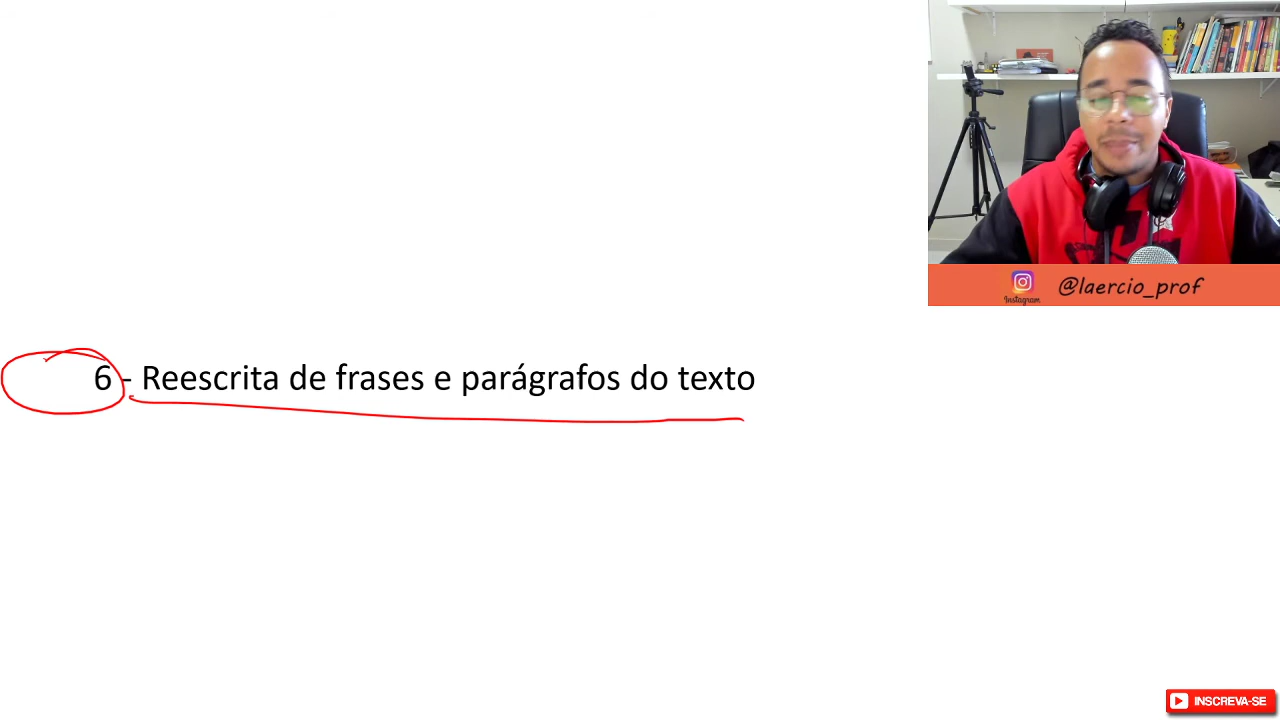 Instagram
@laercio_prof
6 - Reescrita de frases e parágrafos do texto
INSCREVA-SE